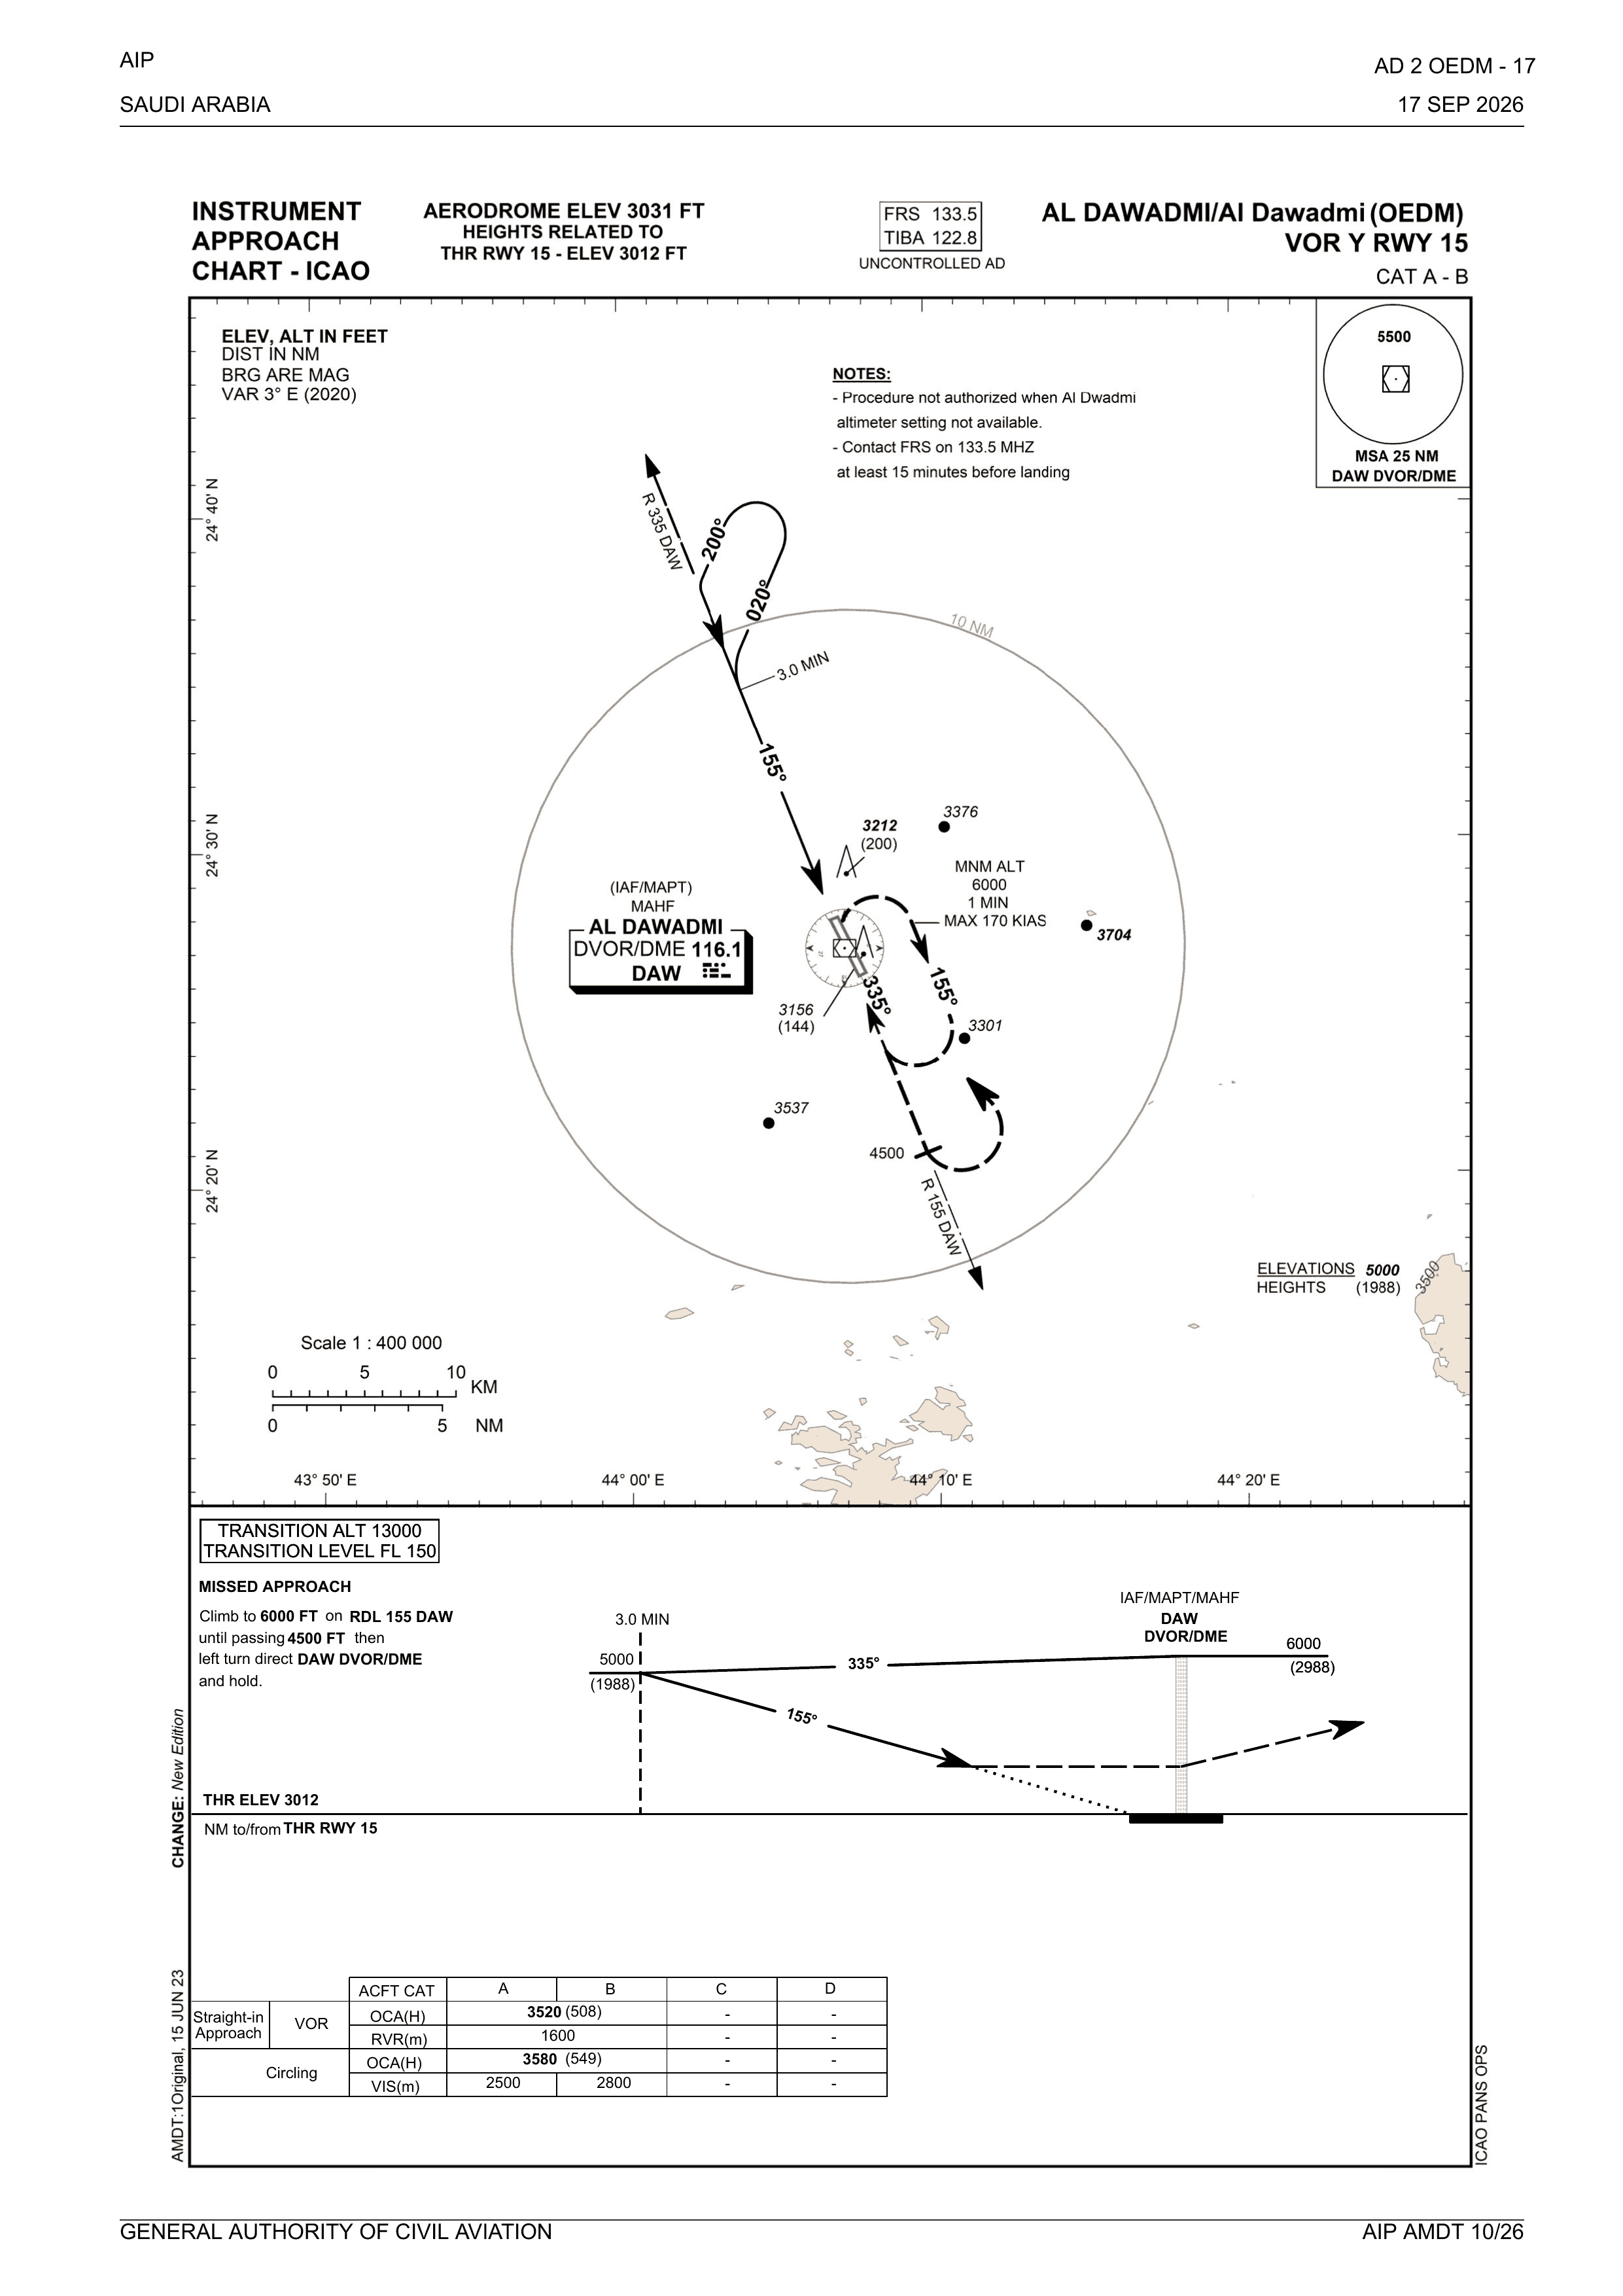 AIP
AD 2 OEDM - 17
SAUDI ARABIA
17 SEP 2026
INSTRUMENT
APPROACH
CHART - ICAO
AERODROME ELEV 3031 FT
HEIGHTS RELATED TO
THR RWY 15 - ELEV 3012 FT
FRS 133.5
TIBA 122.8
UNCONTROLLED AD
AL DAWADMI/Al Dawadmi (OEDM)
VOR Y RWY 15
CAT A - B
ELEV, ALT IN FEET
DIST IN NM
BRG ARE MAG
VAR 3° E (2020)
NOTES:
- Procedure not authorized when Al Dwadmi
altimeter setting not available.
- Contact FRS on 133.5 MHZ
at least 15 minutes before landing
5500
MSA 25 NM
DAW DVOR/DME
24° 40' N
R 335 DAW
200°
020°
10 NM
3.0 MIN
155°
24° 30' N
3376
3212
(200)
MNM ALT
6000
1 MIN
MAX 170 KIAS
3704
(IAF/MAPT)
MAHF
AL DAWADMI
DVOR/DME 116.1
DAW
155°
335°
3156
(144)
3301
3537
4500
24° 20' N
R 155 DAW
ELEVATIONS 5000
HEIGHTS (1988)
3500
Scale 1 : 400 000
0 5 10
KM
0 5 NM
43° 50' E
44° 00' E
44° 10' E
44° 20' E
TRANSITION ALT 13000
TRANSITION LEVEL FL 150
MISSED APPROACH
Climb to 6000 FT on RDL 155 DAW
until passing 4500 FT then
left turn direct DAW DVOR/DME
and hold.
3.0 MIN
5000
(1988)
335°
155°
IAF/MAPT/MAHF
DAW
DVOR/DME
6000
(2988)
THR ELEV 3012
NM to/from THR RWY 15
CHANGE: New Edition
AMDT:1Original, 15 JUN 23
ICAO PANS OPS
ACFT CAT A B C D
Straight-in
Approach
VOR
OCA(H) 3520 (508) - -
RVR(m) 1600 - -
Circling
OCA(H) 3580 (549) - -
VIS(m) 2500 2800 - -
GENERAL AUTHORITY OF CIVIL AVIATION
AIP AMDT 10/26